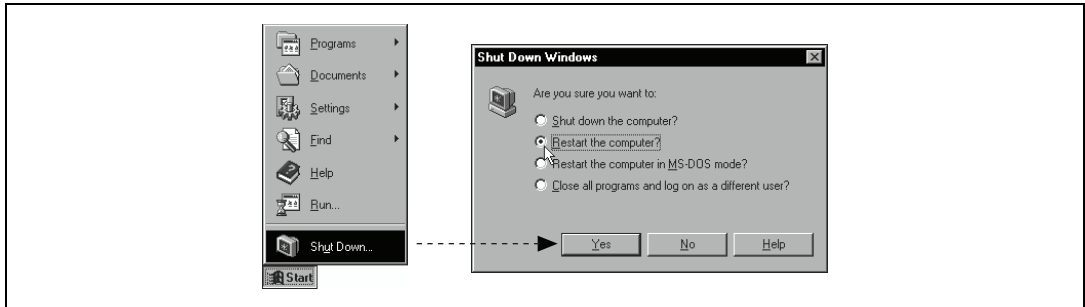 Programs
Documents
Settings
Find
Help
Run...
Shut Down...
Start
Shut Down Windows
Are you sure you want to:
Shut down the computer?
Restart the computer?
Restart the computer in MS-DOS mode?
Close all programs and log on as a different user?
Yes No Help